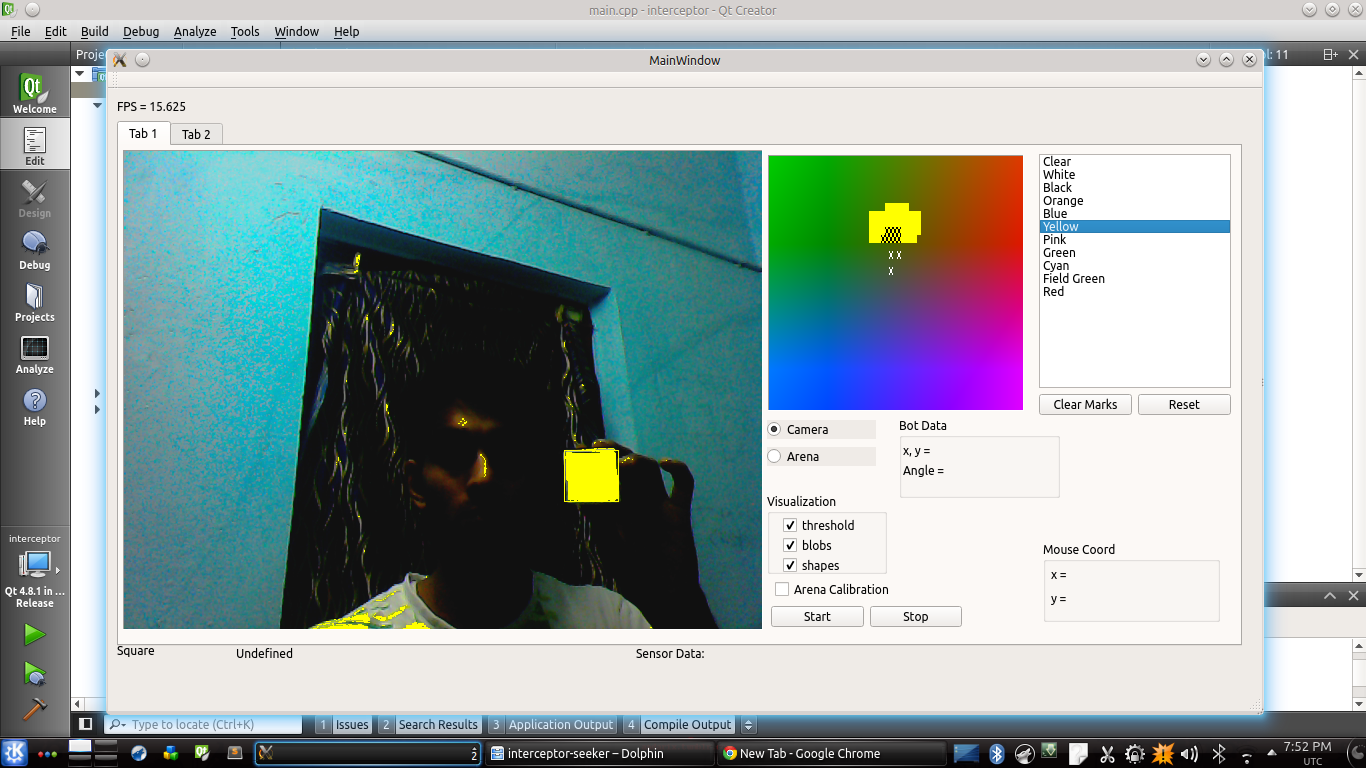 main.cpp - interceptor - Qt Creator
File Edit Build Debug Analyze Tools Window Help
Proje
MainWindow
l: 11
FPS = 15.625
Tab 1 Tab 2
Welcome
Edit
Design
Debug
Projects
Analyze
Help
interceptor
Qt 4.8.1 in ...
Release
X X
X
Clear
White
Black
Orange
Blue
Yellow
Pink
Green
Cyan
Field Green
Red
Clear Marks Reset
Camera
Arena
Bot Data
x, y =
Angle =
Visualization
threshold
blobs
shapes
Arena Calibration
Start Stop
Mouse Coord
x =
y =
Square Undefined Sensor Data:
Type to locate (Ctrl+K) 1 Issues 2 Search Results 3 Application Output 4 Compile Output
2 interceptor-seeker – Dolphin New Tab - Google Chrome
7:52 PM
UTC